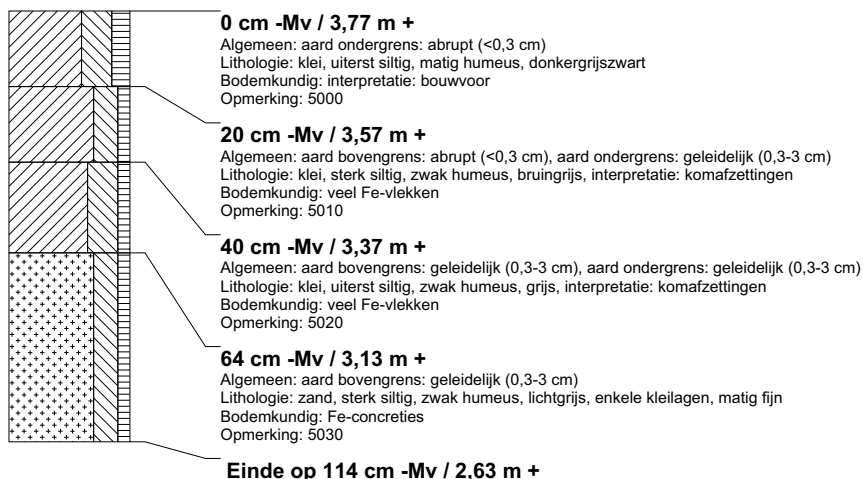 0 cm -Mv / 3,77 m +
Algemeen: aard ondergrens: abrupt (<0,3 cm)
Lithologie: klei, uiterst siltig, matig humeus, donkergrijszwart
Bodemkundig: interpretatie: bouwvoor
Opmerking: 5000
20 cm -Mv / 3,57 m +
Algemeen: aard bovengrens: abrupt (<0,3 cm), aard ondergrens: geleidelijk (0,3-3 cm)
Lithologie: klei, sterk siltig, zwak humeus, bruingrijs, interpretatie: komafzettingen
Bodemkundig: veel Fe-vlekken
Opmerking: 5010
40 cm -Mv / 3,37 m +
Algemeen: aard bovengrens: geleidelijk (0,3-3 cm), aard ondergrens: geleidelijk (0,3-3 cm)
Lithologie: klei, uiterst siltig, zwak humeus, grijs, interpretatie: komafzettingen
Bodemkundig: veel Fe-vlekken
Opmerking: 5020
64 cm -Mv / 3,13 m +
Algemeen: aard bovengrens: geleidelijk (0,3-3 cm)
Lithologie: zand, sterk siltig, zwak humeus, lichtgrijs, enkele kleilagen, matig fijn
Bodemkundig: Fe-concreties
Opmerking: 5030
Einde op 114 cm -Mv / 2,63 m +